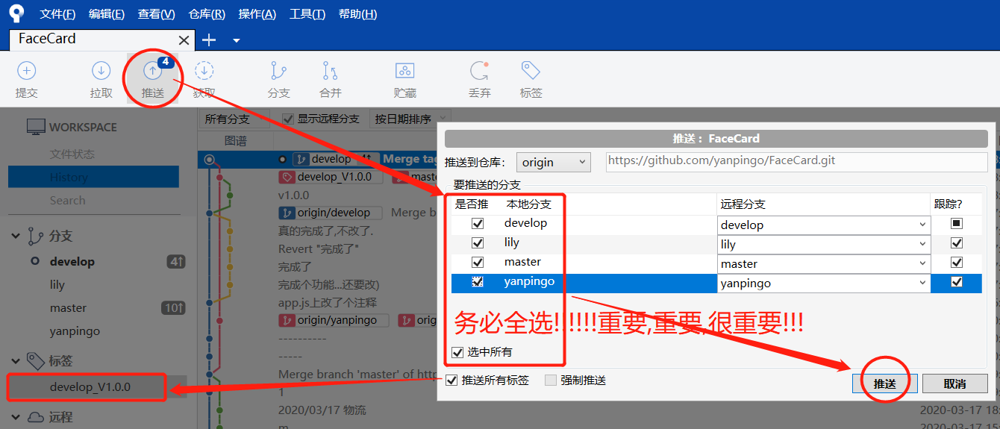 文件(F) 编辑(E) 查看(V) 仓库(R) 操作(A) 工具(T) 帮助(H)
FaceCard
4
提交 拉取 推送 获取 分支 合并 贮藏 丢弃 标签
WORKSPACE
文件状态
History
Search
分支
develop 4↑
lily
master 10↑
yanpingo
标签
develop_V1.0.0
远程
所有分支 显示远程分支 按日期排序
图谱
develop 4↑ Merge tag
develop_V1.0.0 maste
v1.0.0
origin/develop Merge b
真的完成了,不改了.
Revert "完成了"
完成了
完成个功能...还要改)
app.js上改了个注释
origin/yanpingo orig
----------
-----
Merge branch 'master' of http
1
2020/03/17 物流
m
推送 : FaceCard
推送到仓库: origin https://github.com/yanpingo/FaceCard.git
要推送的分支
是否推 本地分支 远程分支 跟踪?
develop develop
lily lily
master master
yanpingo yanpingo
务必全选!!!!!!重要,重要,很重要!!!
选中所有
推送所有标签 强制推送 推送 取消
2020-03-17 18:
2020-03-17 15: